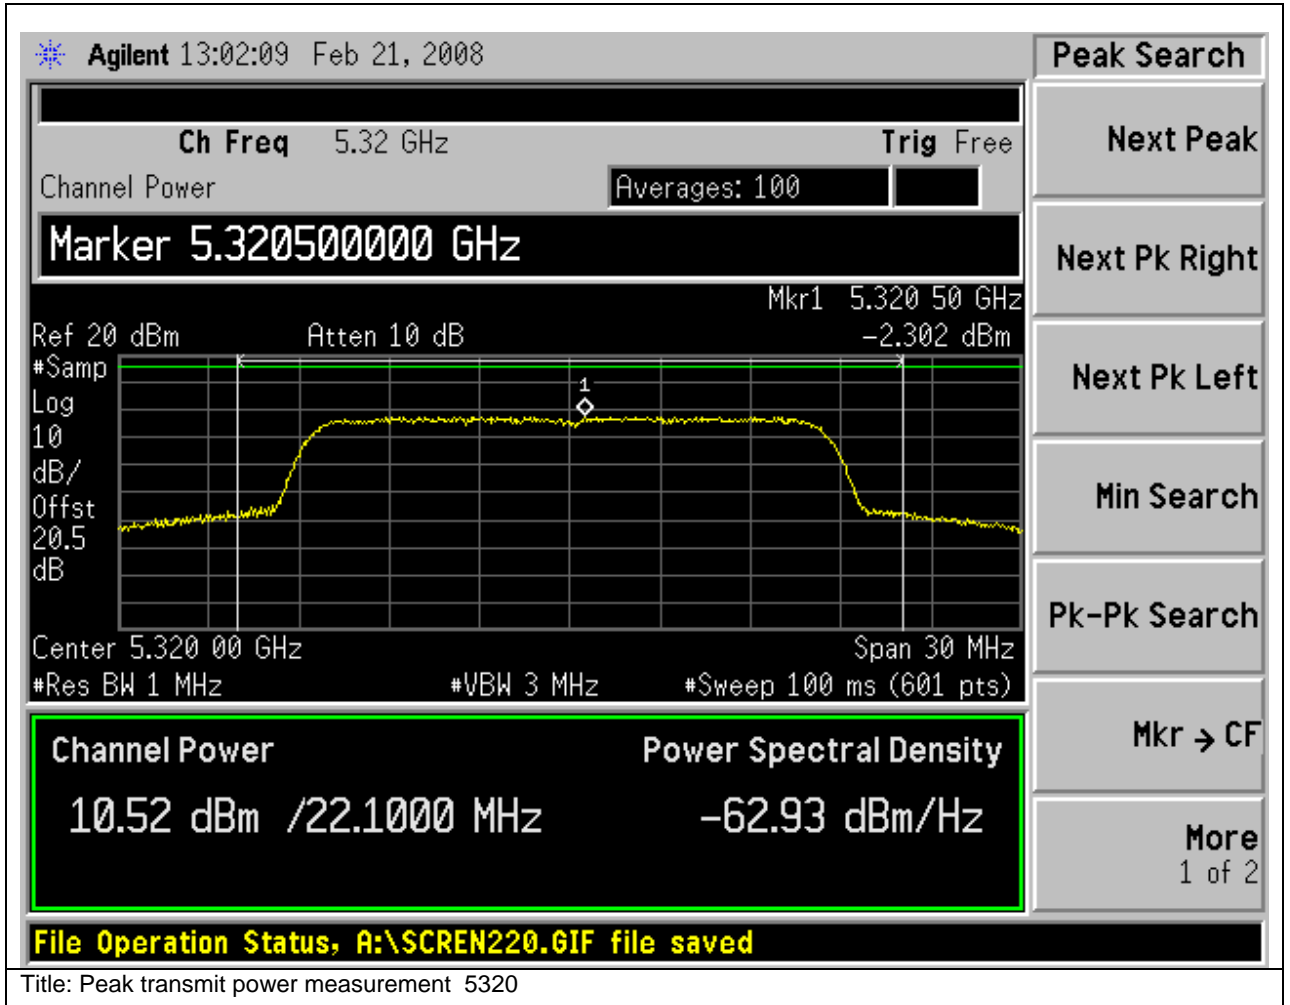 Agilent 13:02:09 Feb 21, 2008
Peak Search
Ch Freq 5.32 GHz Trig Free
Channel Power Averages: 100
Marker 5.320500000 GHz
Mkr1 5.320 50 GHz
Ref 20 dBm Atten 10 dB -2.302 dBm
#Samp
Log
10
dB/
Offst
20.5
dB
1
Center 5.320 00 GHz Span 30 MHz
#Res BW 1 MHz #VBW 3 MHz #Sweep 100 ms (601 pts)
Channel Power Power Spectral Density
10.52 dBm /22.1000 MHz -62.93 dBm/Hz
Next Peak
Next Pk Right
Next Pk Left
Min Search
Pk-Pk Search
Mkr → CF
More
1 of 2
File Operation Status, A:\SCREN220.GIF file saved
Title: Peak transmit power measurement 5320